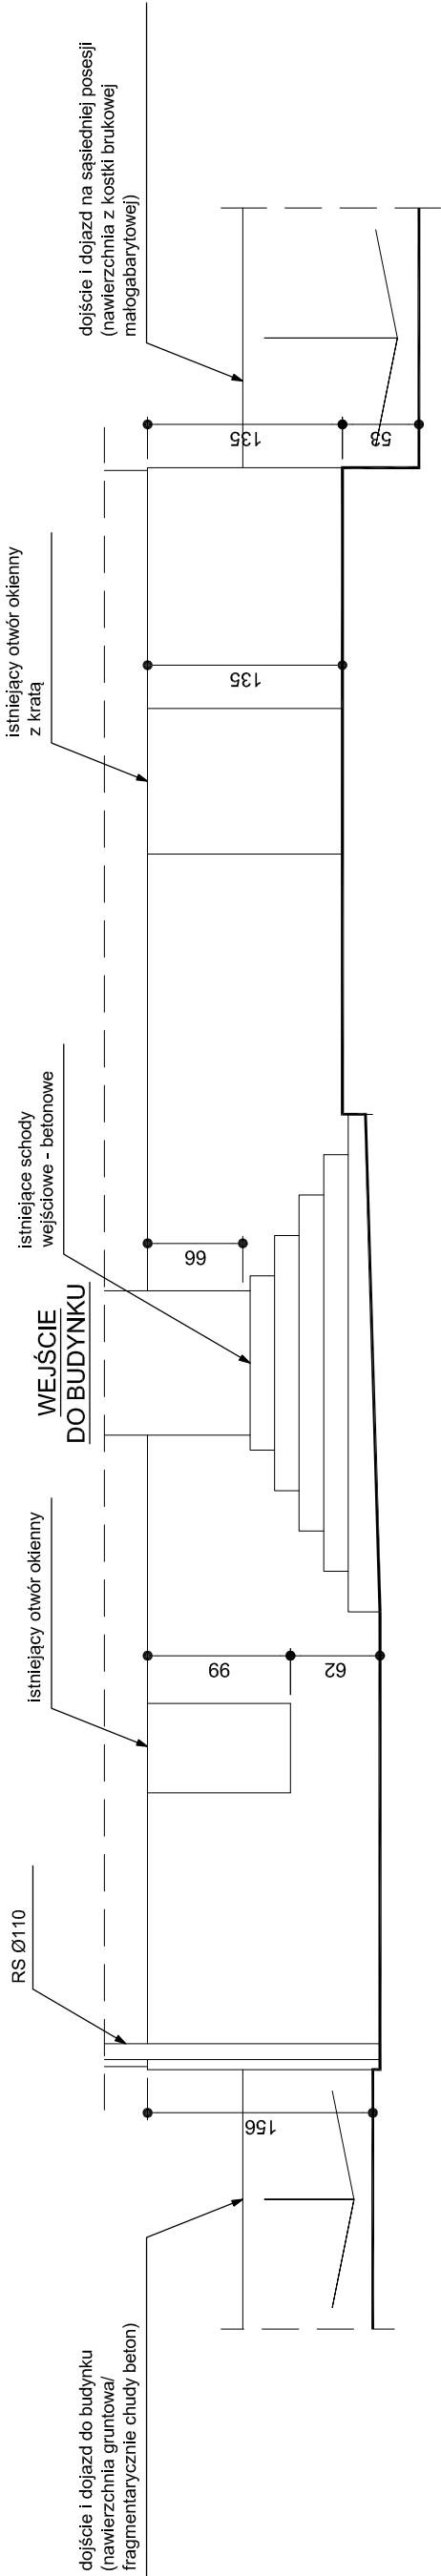 dojście i dojazd do budynku
(nawierzchnia gruntowa/
fragmentarycznie chudy beton)
156
RS Ø110
istniejący otwór okienny
99
62
WEJŚCIE
DO BUDYNKU
istniejące schody
wejściowe - betonowe
66
istniejący otwór okienny
z kratą
135
135
53
dojście i dojazd na sąsiedniej posesji
(nawierzchnia z kostki brukowej
małogabarytowej)